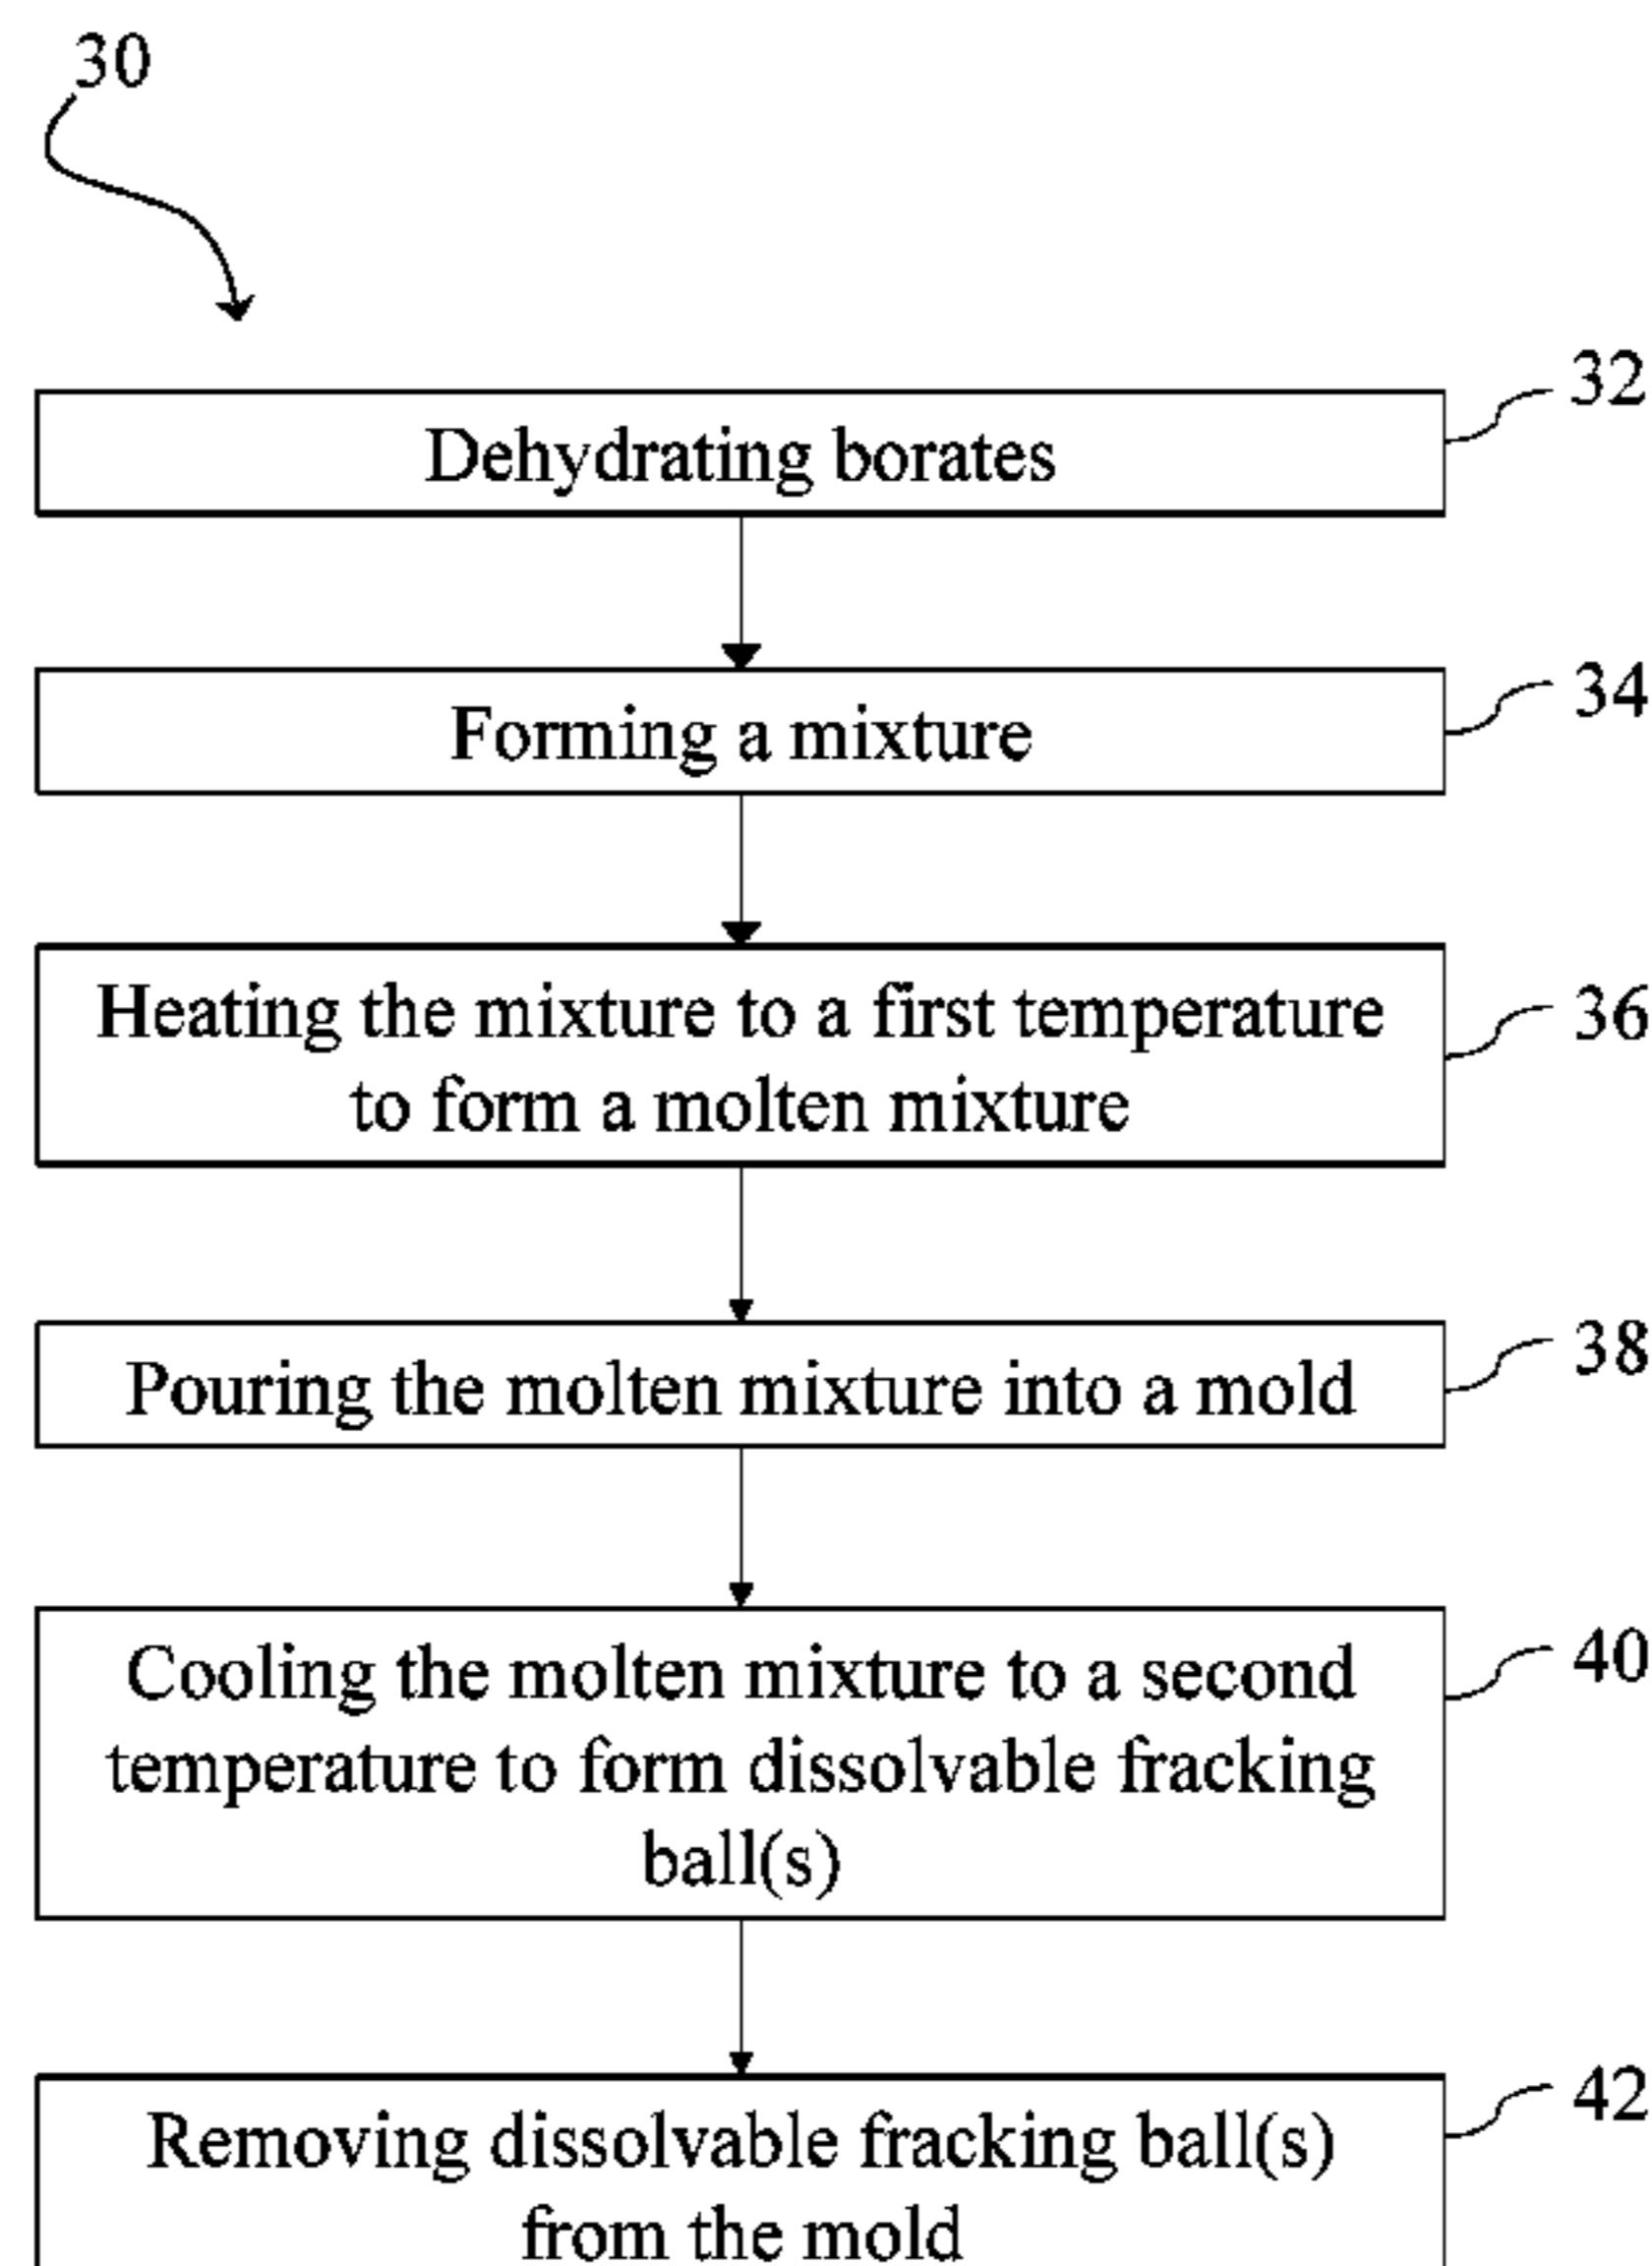 30
32
Dehydrating borates
34
Forming a mixture
36
Heating the mixture to a first temperature
to form a molten mixture
38
Pouring the molten mixture into a mold
40
Cooling the molten mixture to a second
temperature to form dissolvable fracking
ball(s)
42
Removing dissolvable fracking ball(s)
from the mold